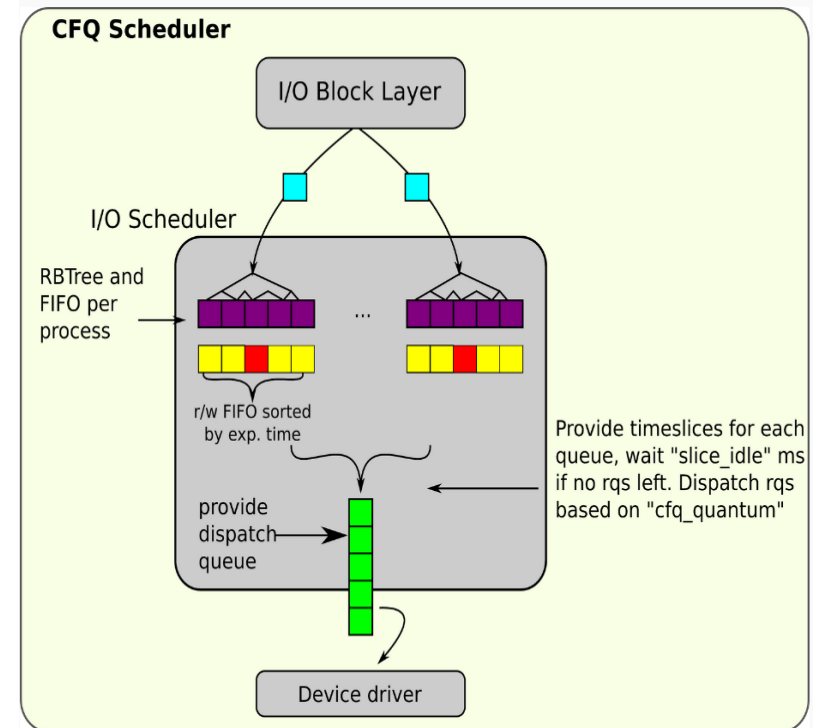 CFQ Scheduler
I/O Block Layer
I/O Scheduler
RBTree and
FIFO per
process
...
r/w FIFO sorted
by exp. time
Provide timeslices for each
queue, wait "slice_idle" ms
if no rqs left. Dispatch rqs
based on "cfq_quantum"
provide
dispatch
queue
Device driver